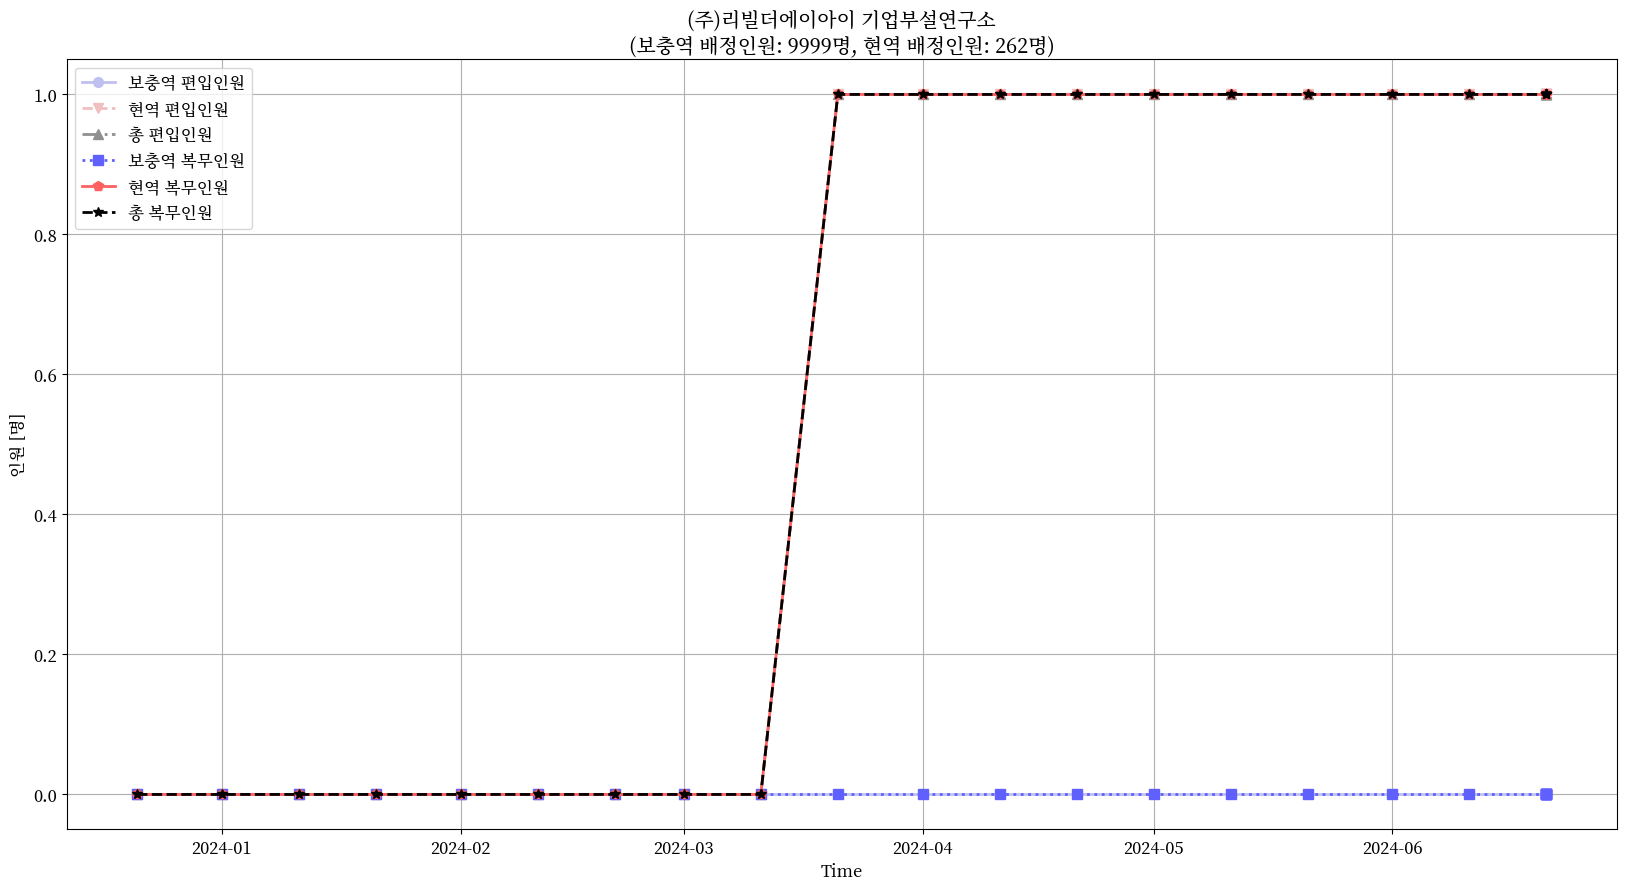 (주)리빌더에이아이 기업부설연구소
(보충역 배정인원: 9999명, 현역 배정인원: 262명)
보충역 편입인원
현역 편입인원
총 편입인원
보충역 복무인원
현역 복무인원
총 복무인원
인원 [명]
1.0
0.8
0.6
0.4
0.2
0.0
2024-01
2024-02
2024-03
2024-04
2024-05
2024-06
Time